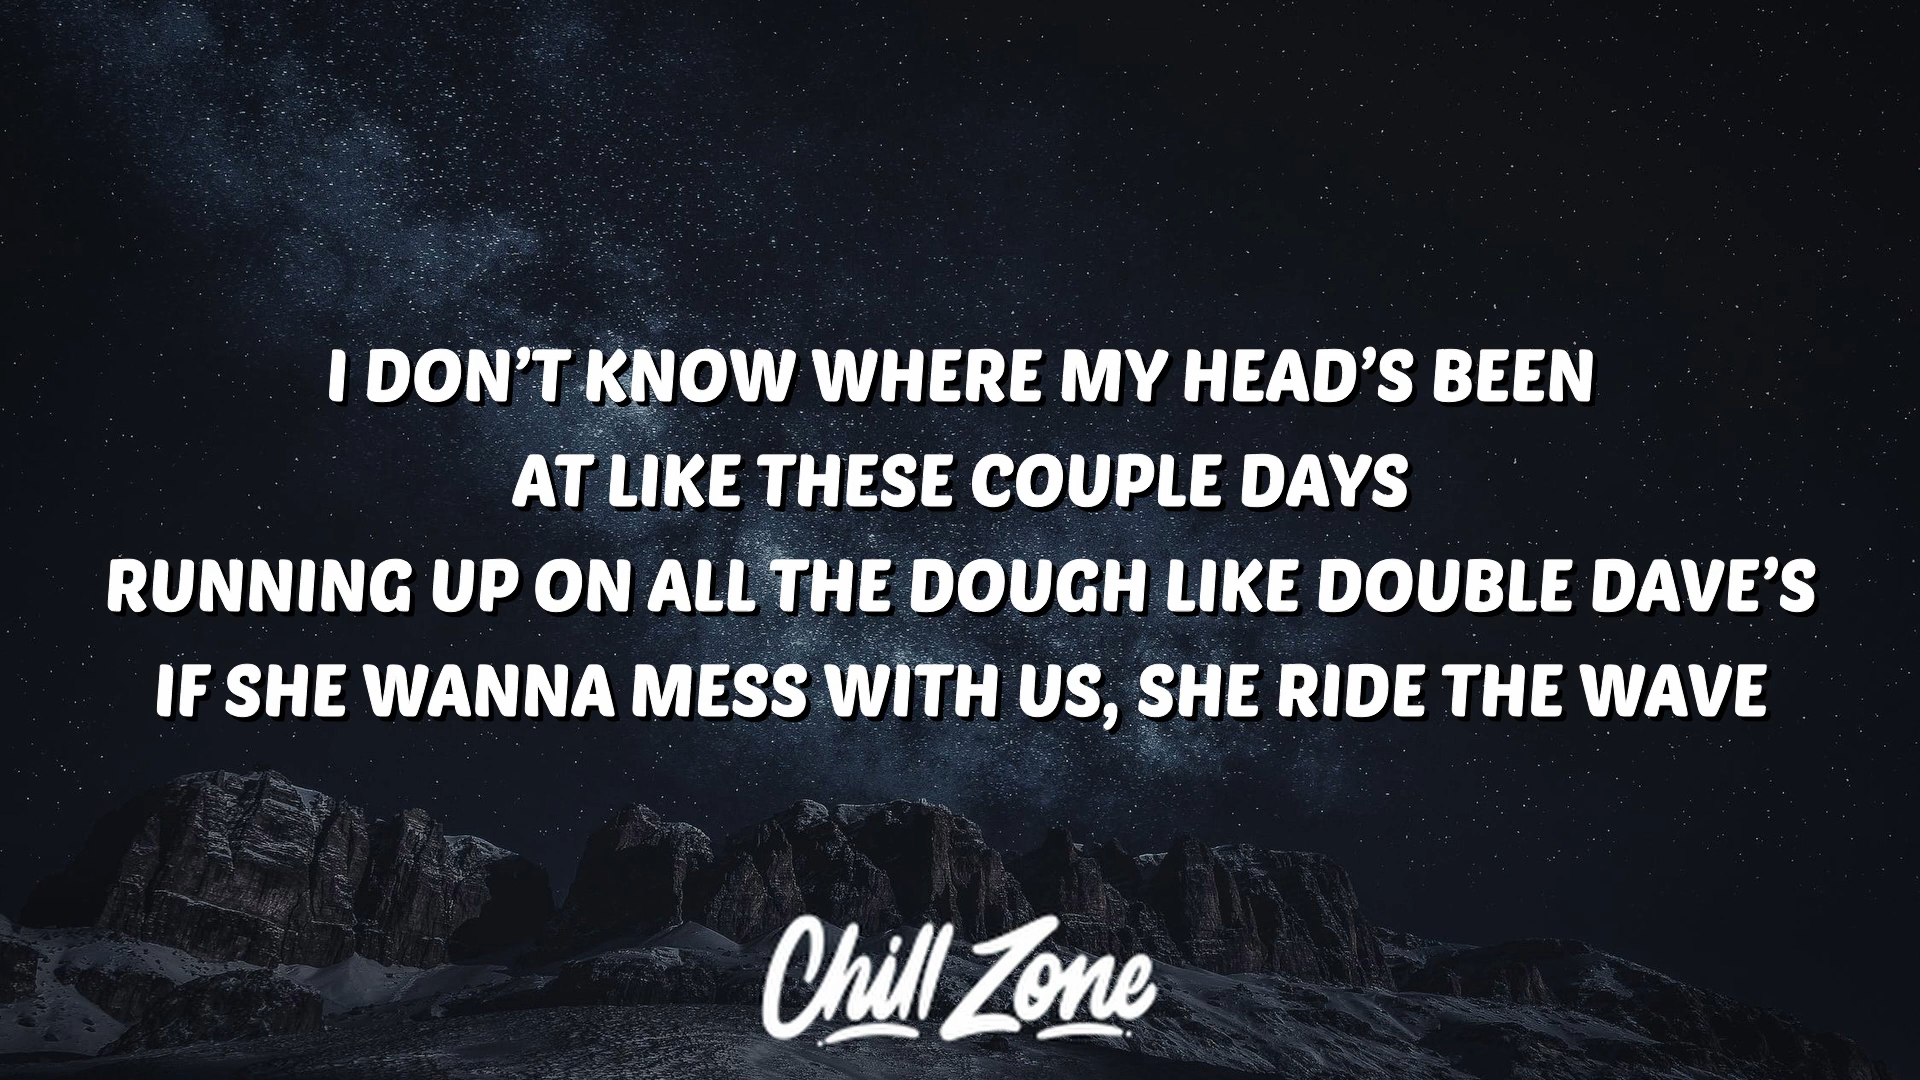 I DON’T KNOW WHERE MY HEAD’S BEEN
AT LIKE THESE COUPLE DAYS
RUNNING UP ON ALL THE DOUGH LIKE DOUBLE DAVE’S
IF SHE WANNA MESS WITH US, SHE RIDE THE WAVE
Chill Zone